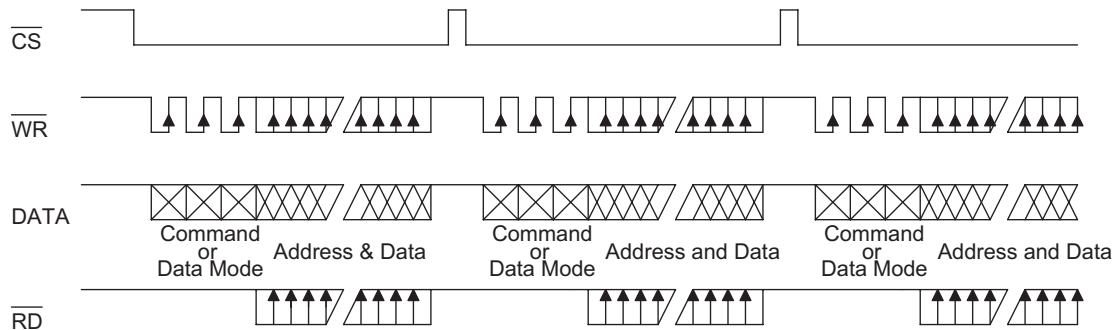 CS
WR
DATA
Command
or
Data Mode
Address & Data
Command
or
Data Mode
Address and Data
Command
or
Data Mode
Address and Data
RD